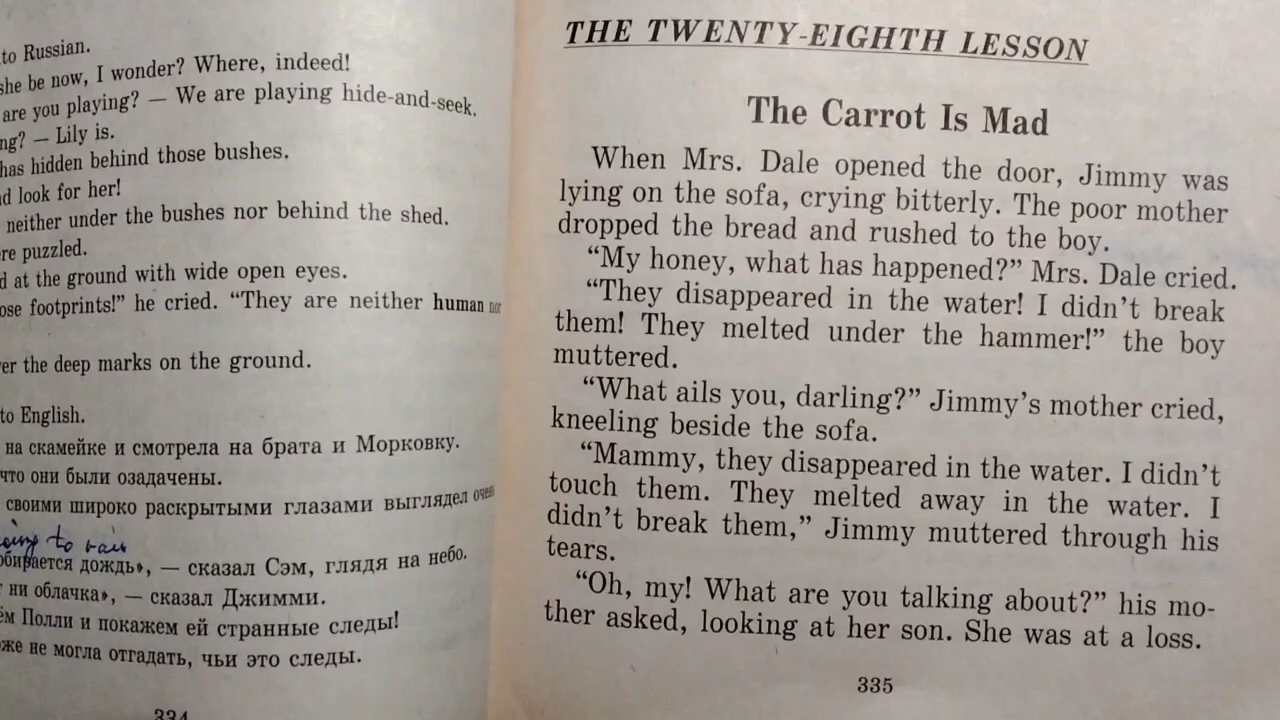 to Russian.
she be now, I wonder? Where, indeed!
are you playing? — We are playing hide-and-seek.
ng? — Lily is.
has hidden behind those bushes.
nd look for her!
neither under the bushes nor behind the shed.
re puzzled.
d at the ground with wide open eyes.
ose footprints!” he cried. “They are neither human nor
er the deep marks on the ground.
to English.
на скамейке и смотрела на брата и Морковку.
что они были озадачены.
своими широко раскрытыми глазами выглядел очень
going to rain
обирается дождь», — сказал Сэм, глядя на небо.
ни облачка», — сказал Джимми.
ём Полли и покажем ей странные следы!
же не могла отгадать, чьи это следы.
334
THE TWENTY-EIGHTH LESSON
The Carrot Is Mad
When Mrs. Dale opened the door, Jimmy was
lying on the sofa, crying bitterly. The poor mother
dropped the bread and rushed to the boy.
“My honey, what has happened?” Mrs. Dale cried.
“They disappeared in the water! I didn’t break
them! They melted under the hammer!” the boy
muttered.
“What ails you, darling?” Jimmy’s mother cried,
kneeling beside the sofa.
“Mammy, they disappeared in the water. I didn’t
touch them. They melted away in the water. I
didn’t break them,” Jimmy muttered through his
tears.
“Oh, my! What are you talking about?” his mo-
ther asked, looking at her son. She was at a loss.
335